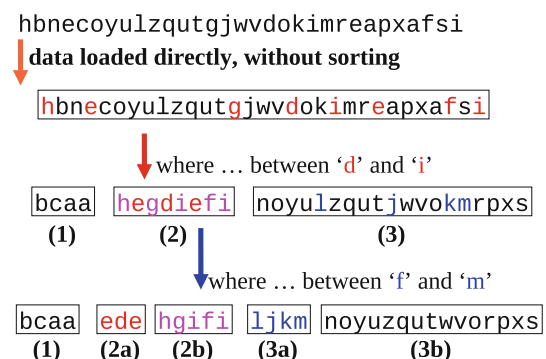 hbnecoyulzqutgjwvdokimreapxafsi
data loaded directly, without sorting
hbnecoyulzqutgjwvdokimreapxafsi
where … between ‘d’ and ‘i’
bcaa hegdiefi noyulzqutjwvokmrpxs
(1) (2) (3)
where … between ‘f’ and ‘m’
bcaa ede hgifi ljkm noyuzqutwvorpxs
(1) (2a) (2b) (3a) (3b)